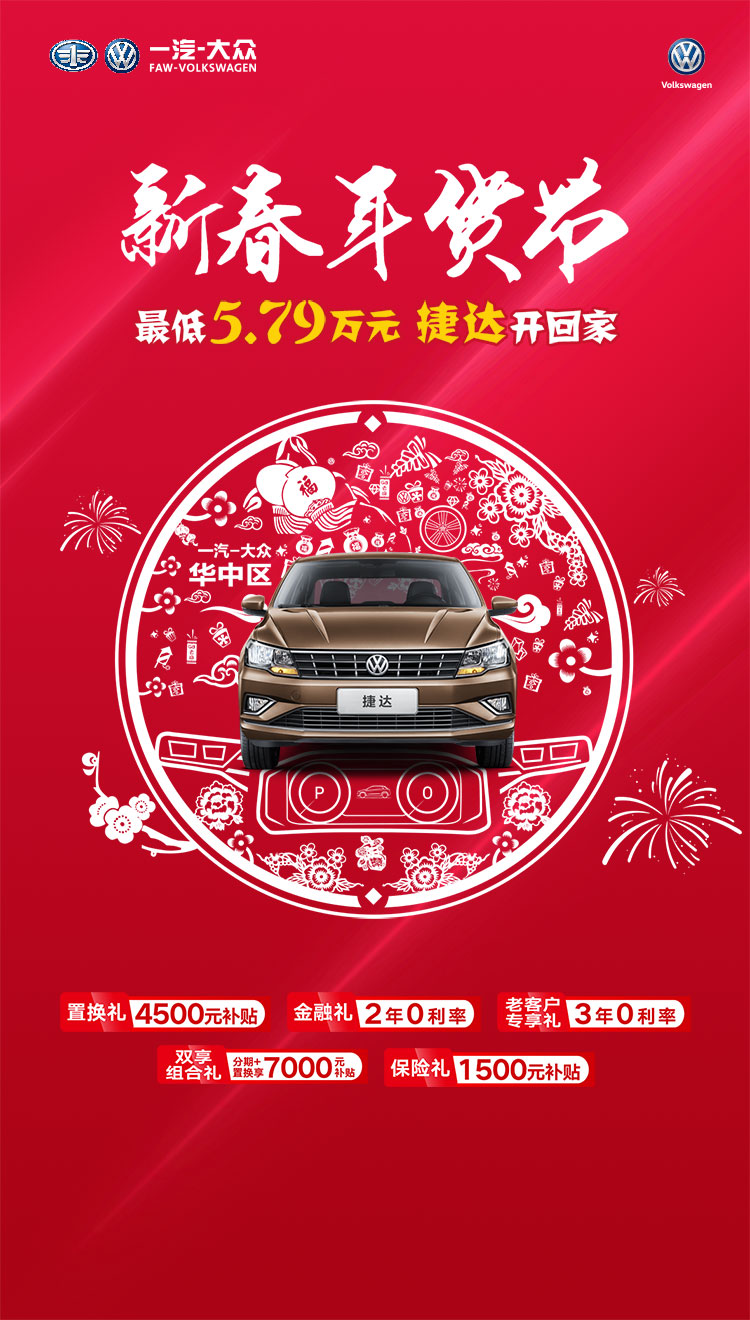 一汽-大众
FAW-VOLKSWAGEN
Volkswagen
新春年货节
最低5.79万元 捷达开回家
福
一汽-大众
华中区
捷达
P 0
置换礼 4500元补贴
金融礼 2年0利率
老客户
专享礼 3年0利率
双享
组合礼 分期+
置换享 7000元
补贴
保险礼 1500元补贴